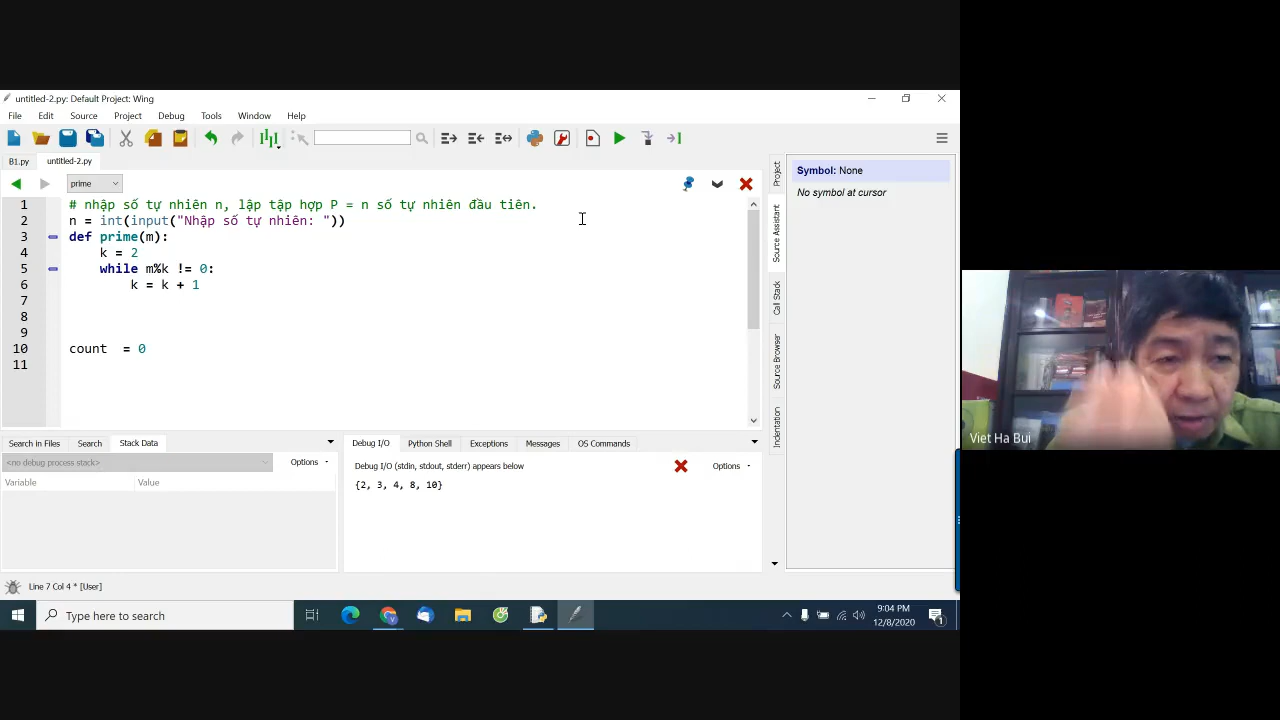 untitled-2.py: Default Project: Wing
File Edit Source Project Debug Tools Window Help
B1.py untitled-2.py
prime
1 # nhập số tự nhiên n, lập tập hợp P = n số tự nhiên đầu tiên.
2 n = int(input("Nhập số tự nhiên: "))
3 def prime(m):
4 k = 2
5 while m%k != 0:
6 k = k + 1
7
8
9
10 count = 0
11
Project
Source Assistant
Call Stack
Source Browser
Indentation
Symbol: None
No symbol at cursor
Viet Ha Bui
Search in Files Search Stack Data
<no debug process stack> Options
Variable Value
Debug I/O Python Shell Exceptions Messages OS Commands
Debug I/O (stdin, stdout, stderr) appears below Options
{2, 3, 4, 8, 10}
Line 7 Col 4 * [User]
Type here to search
9:04 PM
12/8/2020
1